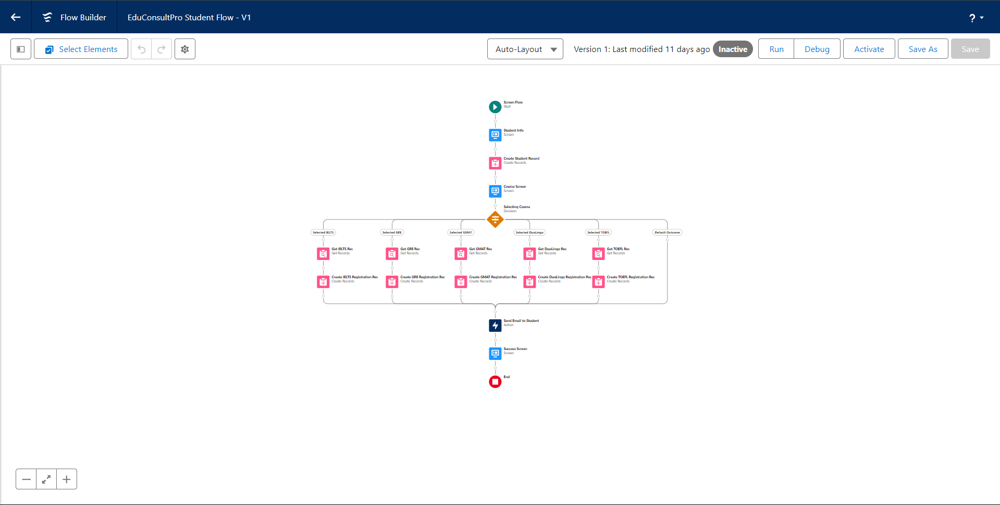 Flow Builder
EduConsultPro Student Flow - V1
?
Select Elements
Auto-Layout
Version 1: Last modified 11 days ago
Inactive
Run
Debug
Activate
Save As
Save
Screen Flow
Start
Student Info
Screen
Create Student Record
Create Records
Course Screen
Screen
Selecting Course
Decision
Selected IELTS
Selected GRE
Selected GMAT
Selected DuoLingo
Selected TOEFL
Default Outcome
Get IELTS Rec
Get Records
Get GRE Rec
Get Records
Get GMAT Rec
Get Records
Get DuoLingo Rec
Get Records
Get TOEFL Rec
Get Records
Create IELTS Registration Rec
Create Records
Create GRE Registration Rec
Create Records
Create GMAT Registration Rec
Create Records
Create DuoLingo Registration Rec
Create Records
Create TOEFL Registration Rec
Create Records
Send Email to Student
Action
Success Screen
Screen
End